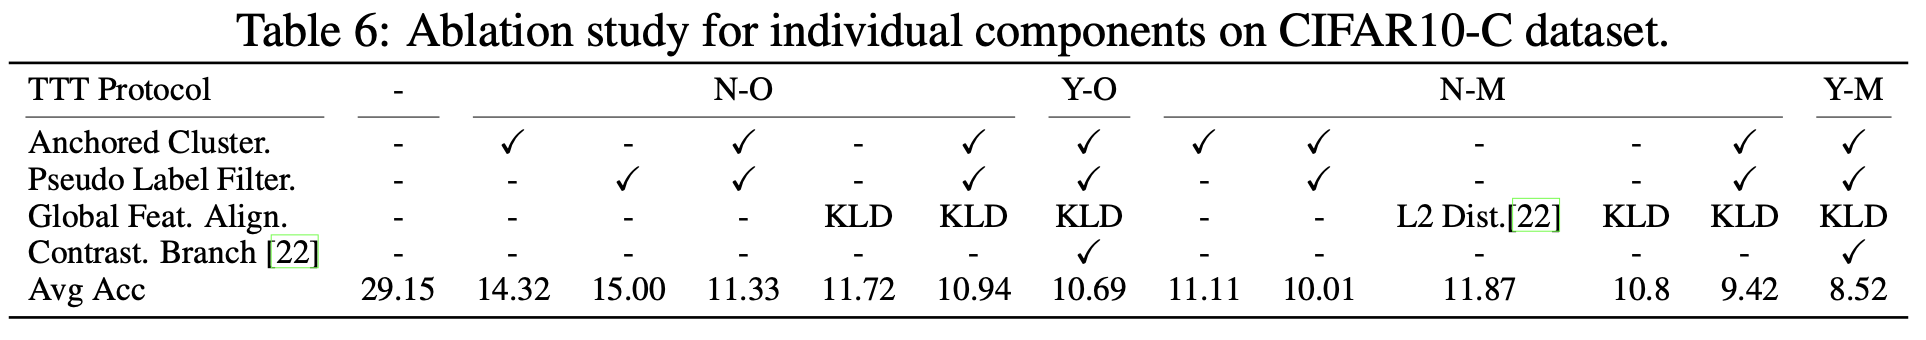 Table 6: Ablation study for individual components on CIFAR10-C dataset.
TTT Protocol - N-O Y-O N-M Y-M
Anchored Cluster. - ✓ - ✓ - ✓ ✓ ✓ ✓ - - ✓ ✓
Pseudo Label Filter. - - ✓ ✓ - ✓ ✓ - ✓ - - ✓ ✓
Global Feat. Align. - - - - KLD KLD KLD - - L2 Dist.[22] KLD KLD KLD
Contrast. Branch [22] - - - - - - ✓ - - - - - ✓
Avg Acc 29.15 14.32 15.00 11.33 11.72 10.94 10.69 11.11 10.01 11.87 10.8 9.42 8.52